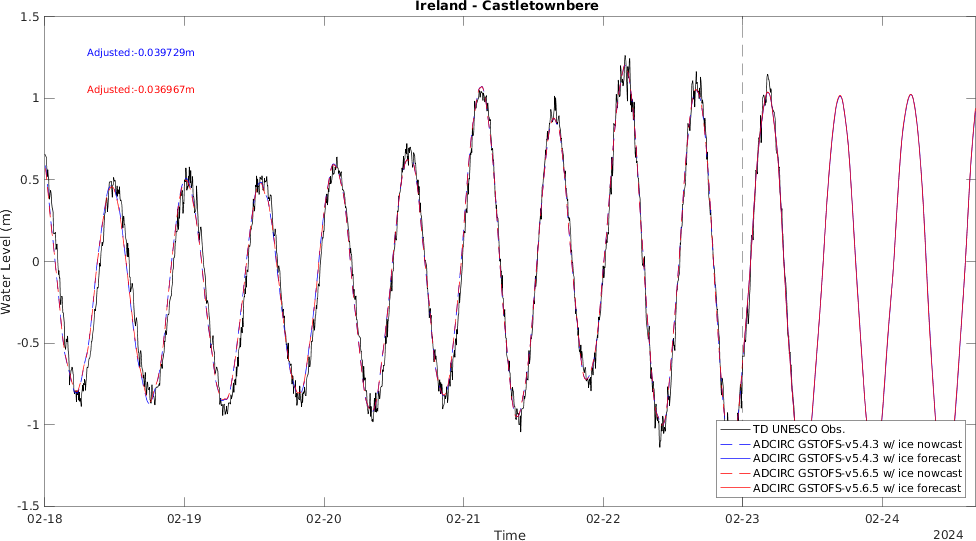 Ireland - Castletownbere
Adjusted:-0.039729m
Adjusted:-0.036967m
Water Level (m)
1.5
1
0.5
0
-0.5
-1
-1.5
TD UNESCO Obs.
ADCIRC GSTOFS-v5.4.3 w/ ice nowcast
ADCIRC GSTOFS-v5.4.3 w/ ice forecast
ADCIRC GSTOFS-v5.6.5 w/ ice nowcast
ADCIRC GSTOFS-v5.6.5 w/ ice forecast
02-18 02-19 02-20 02-21 02-22 02-23 02-24
Time
2024